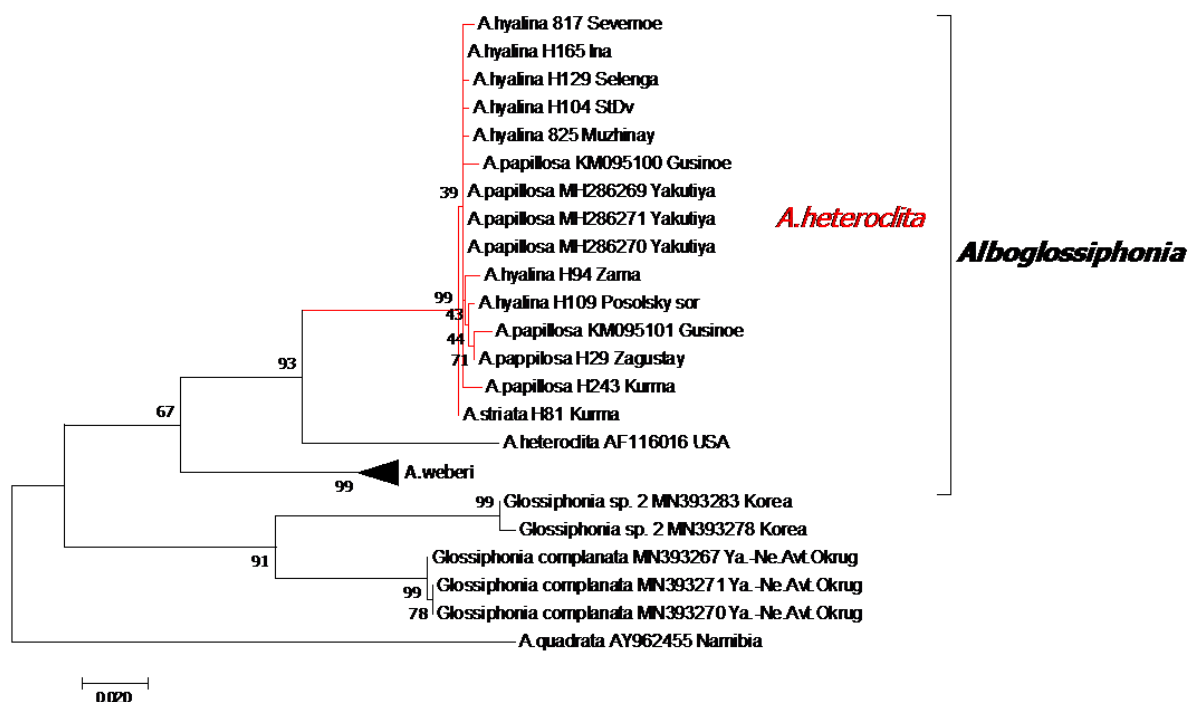 A.hyalina 817 Severnoe
A.hyalina H165 Ina
A.hyalina H129 Selenga
A.hyalina H104 StDv
A.hyalina 825 Muzhinay
A.papillosa KM095100 Gusinoe
39
A.papillosa MH286269 Yakutiya
A.papillosa MH286271 Yakutiya
A.heteroclita
A.papillosa MH286270 Yakutiya
Alboglossiphonia
A.hyalina H94 Zama
99
A.hyalina H109 Posolsky sor
43
A.papillosa KM095101 Gusinoe
44
A.pappilosa H29 Zagustay
71
93
A.papillosa H243 Kurma
67
A.striata H81 Kurma
A.heteroclita AF116016 USA
A.weberi
99
99
Glossiphonia sp. 2 MN393283 Korea
Glossiphonia sp. 2 MN393278 Korea
91
Glossiphonia complanata MN393267 Ya.-Ne.Avt.Okrug
99
Glossiphonia complanata MN393271 Ya.-Ne.Avt.Okrug
78
Glossiphonia complanata MN393270 Ya.-Ne.Avt.Okrug
A.quadrata AY962455 Namibia
0.020